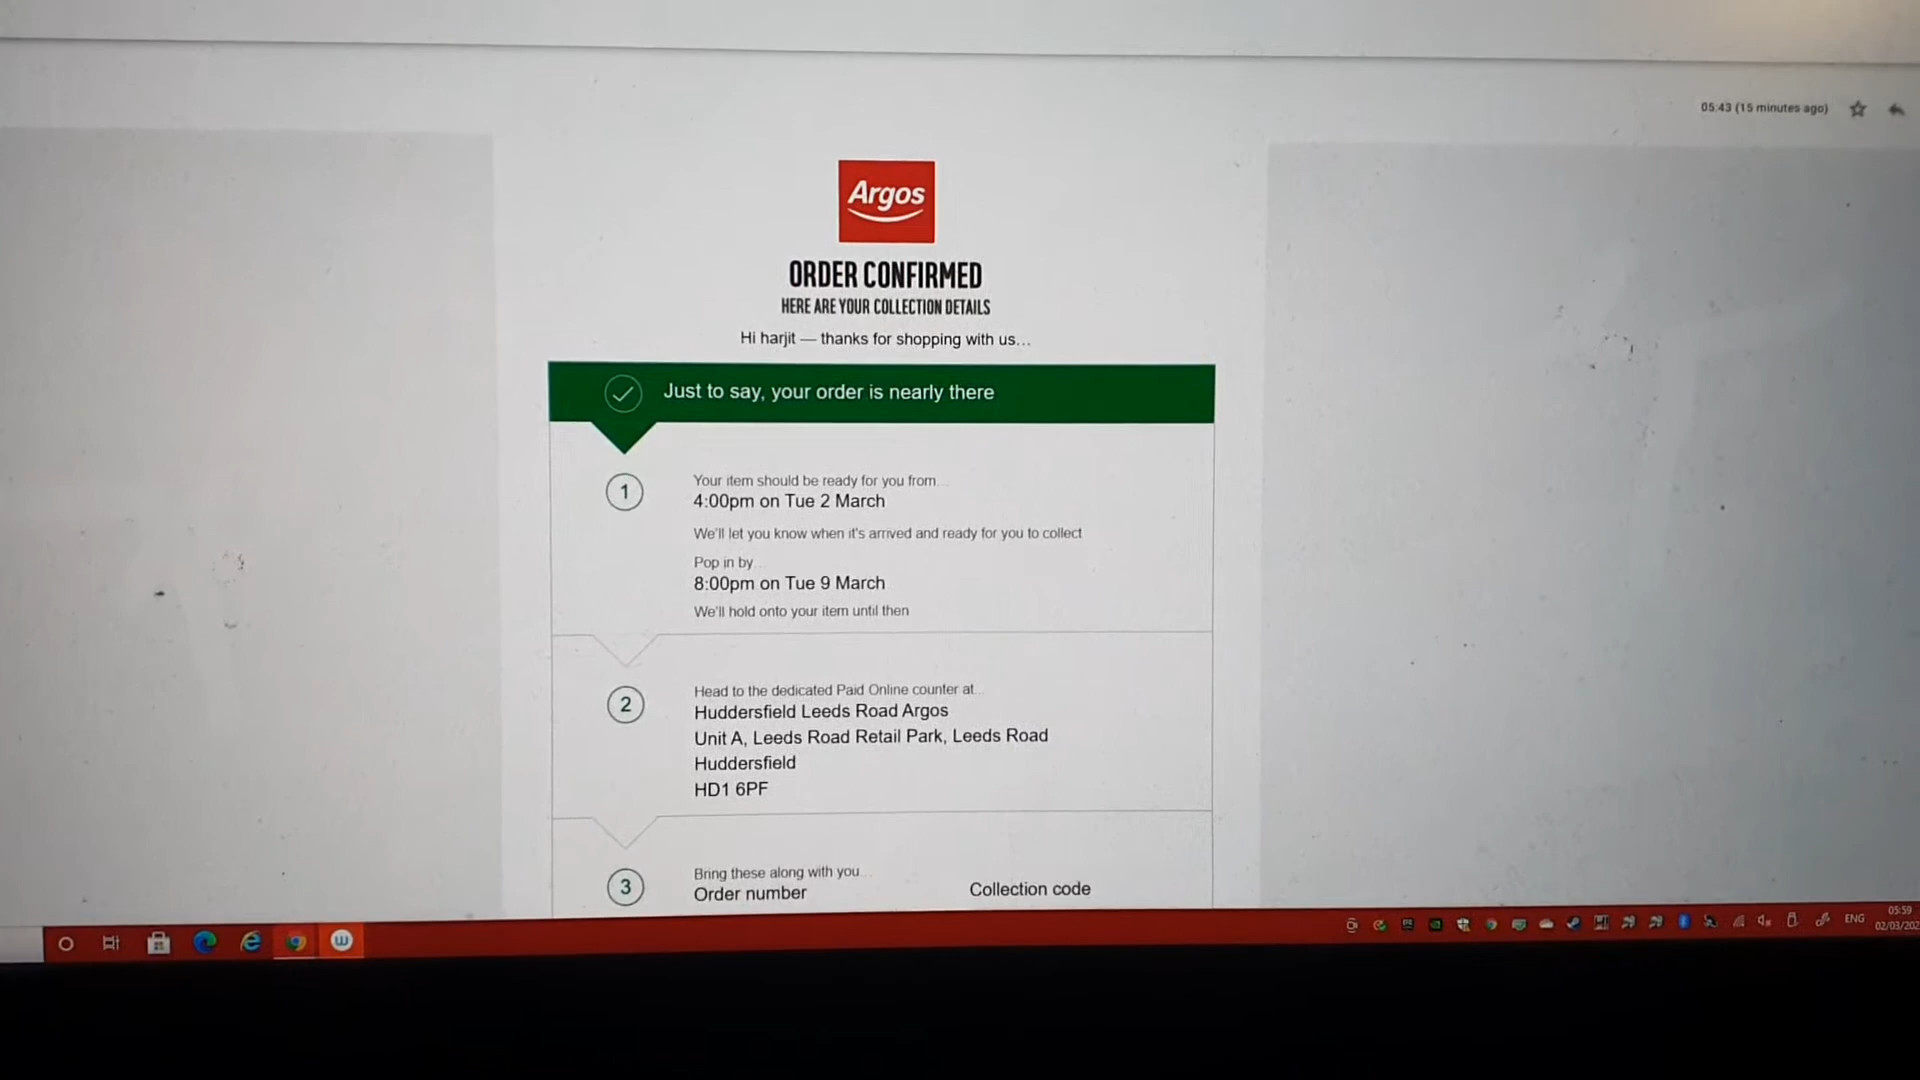 05:43 (15 minutes ago)
Argos
ORDER CONFIRMED
HERE ARE YOUR COLLECTION DETAILS
Hi harjit — thanks for shopping with us...
Just to say, your order is nearly there
1
Your item should be ready for you from...
4:00pm on Tue 2 March
We'll let you know when it's arrived and ready for you to collect
Pop in by...
8:00pm on Tue 9 March
We'll hold onto your item until then
2
Head to the dedicated Paid Online counter at...
Huddersfield Leeds Road Argos
Unit A, Leeds Road Retail Park, Leeds Road
Huddersfield
HD1 6PF
3
Bring these along with you...
Order number
Collection code
ENG
05:59
02/03/202